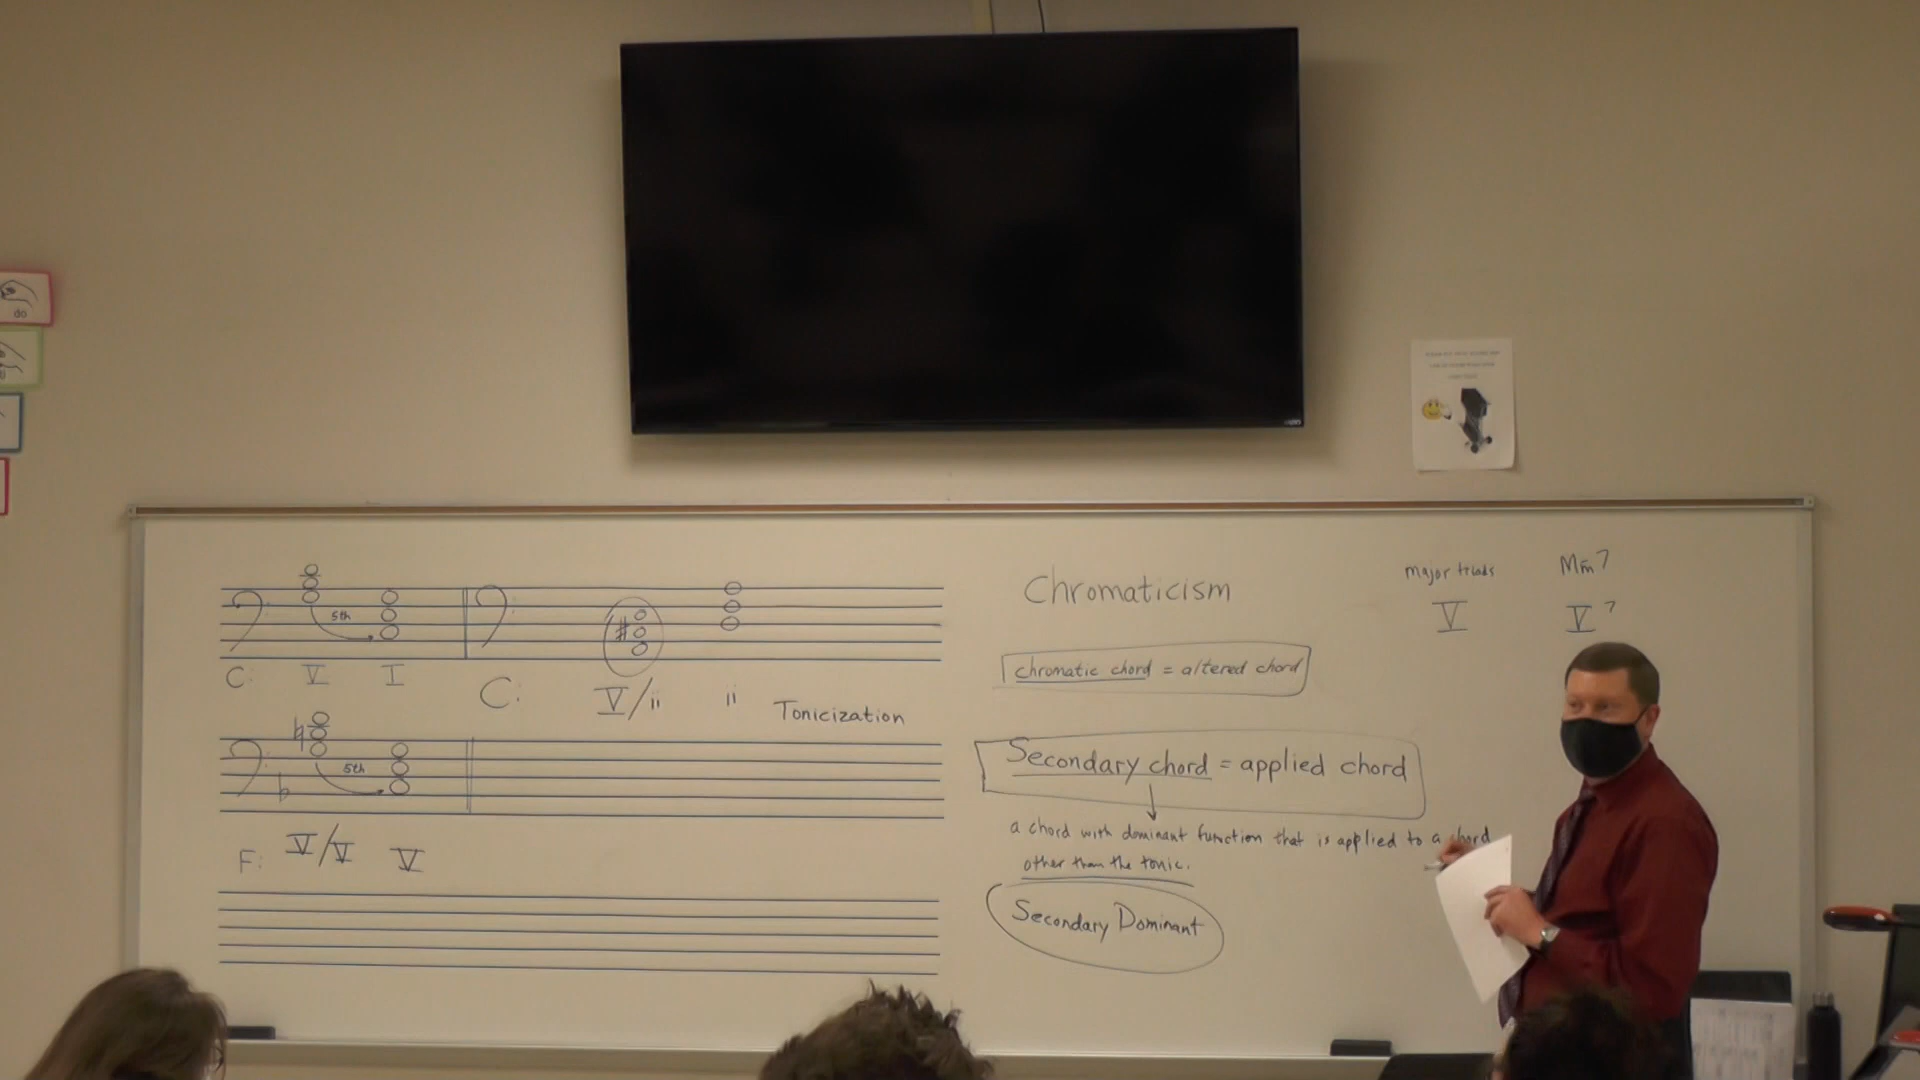 do
Chromaticism
major triads
Mm7
V
V7
5th
C: V I
C: V/ii ii
Tonicization
chromatic chord = altered chord
5th
F: V/V V
Secondary chord = applied chord
a chord with dominant function that is applied to a chord
other than the tonic.
Secondary Dominant